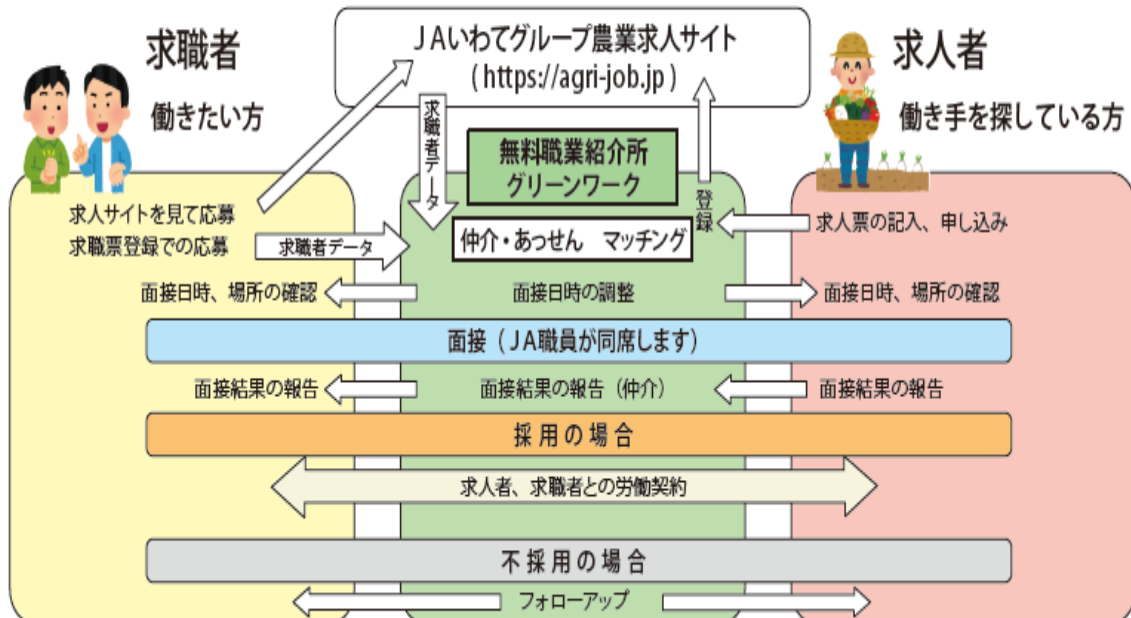 求職者
働きたい方
JAいわてグループ農業求人サイト
( https://agri-job.jp )
求人者
働き手を探している方
求職者データ
無料職業紹介所
グリーンワーク
登録
求人サイトを見て応募
求職票登録での応募
求職者データ
仲介・あっせん　マッチング
求人票の記入、申し込み
面接日時、場所の確認
面接日時の調整
面接日時、場所の確認
面接（JA職員が同席します）
面接結果の報告
面接結果の報告（仲介）
面接結果の報告
採用の場合
求人者、求職者との労働契約
不採用の場合
フォローアップ